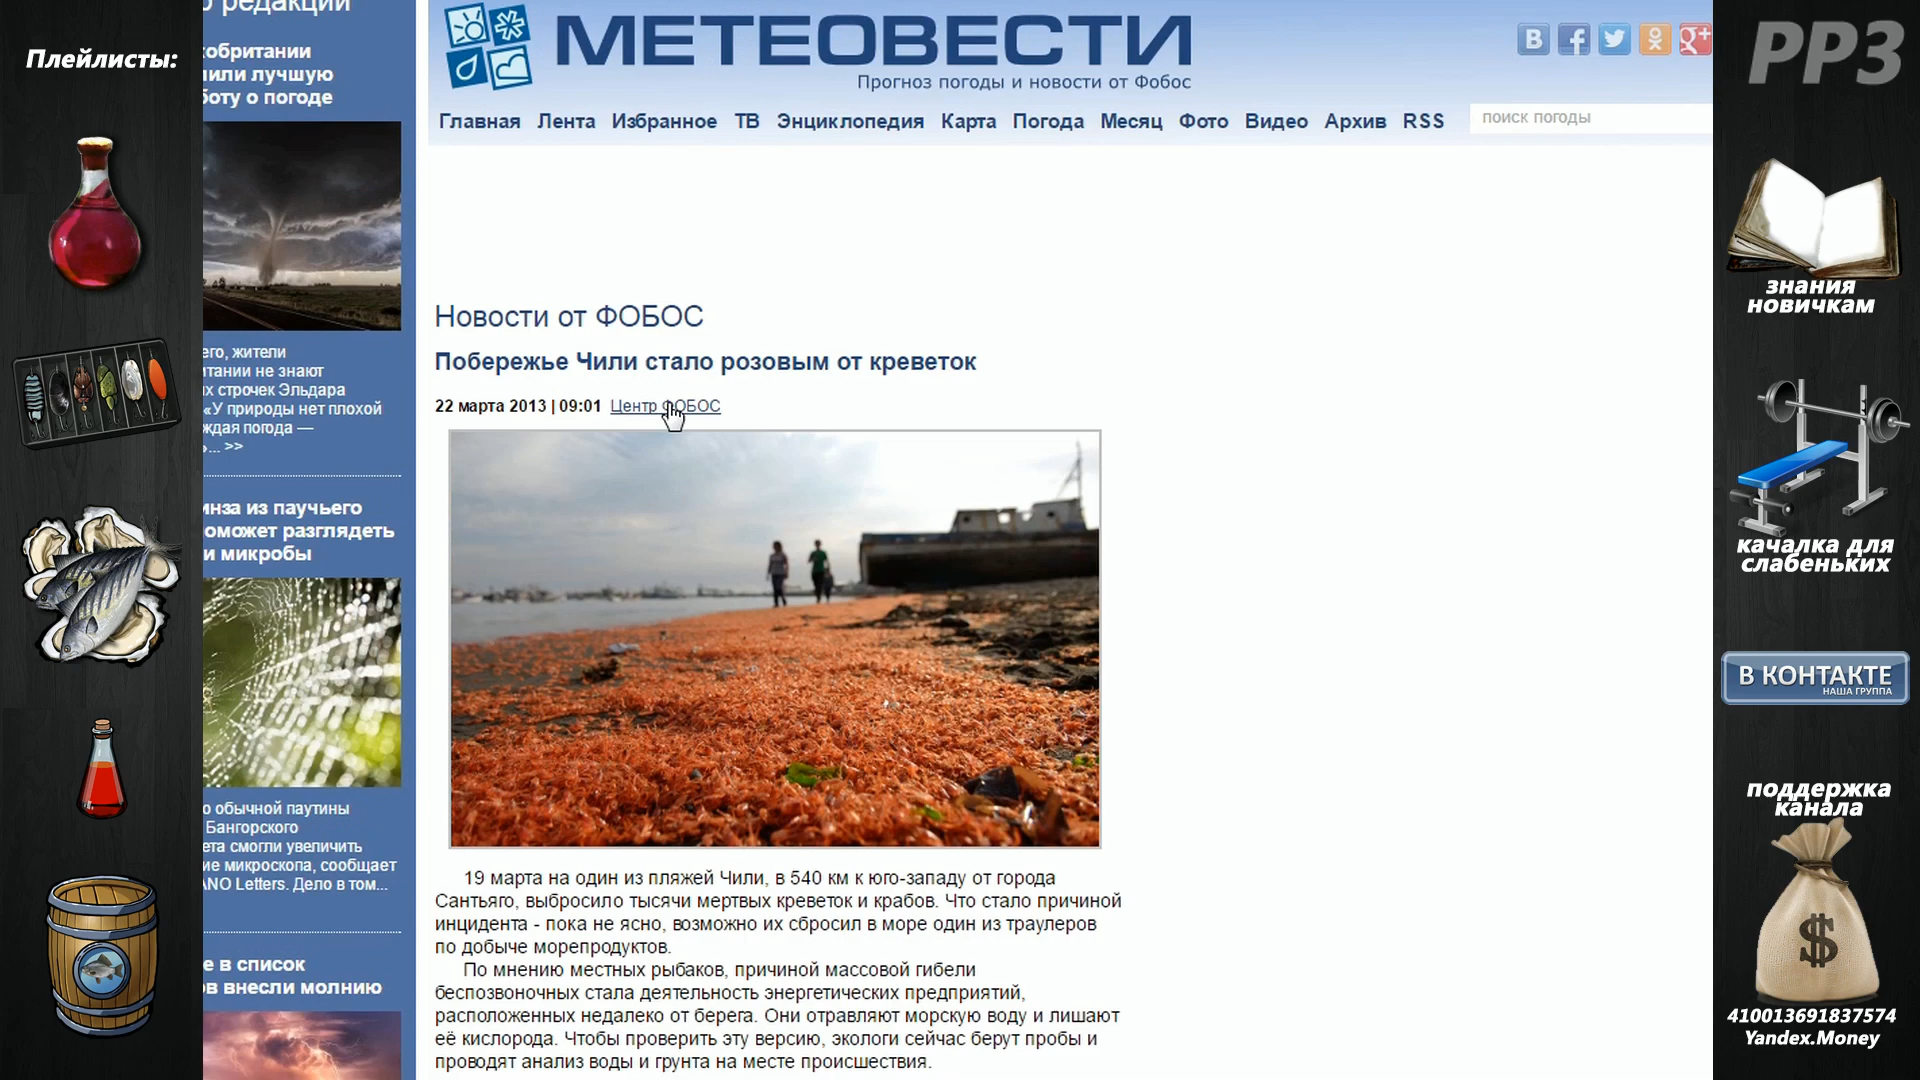 Плейлисты:
о редакции
кобритании
лили лучшую
боту о погоде
его, жители
итании не знают
х строчек Эльдара
«У природы нет плохой
ждая погода —
... >>
инза из паучьего
оможет разглядеть
и микробы
о обычной паутины
Бангорского
ета смогли увеличить
ие микроскопа, сообщает
ANO Letters. Дело в том...
е в список
ов внесли молнию
МЕТЕОВЕСТИ
Прогноз погоды и новости от Фобос
Главная Лента Избранное ТВ Энциклопедия Карта Погода Месяц Фото Видео Архив RSS
поиск погоды
Новости от ФОБОС
Побережье Чили стало розовым от креветок
22 марта 2013 | 09:01 Центр ФОБОС
19 марта на один из пляжей Чили, в 540 км к юго-западу от города
Сантьяго, выбросило тысячи мертвых креветок и крабов. Что стало причиной
инцидента - пока не ясно, возможно их сбросил в море один из траулеров
по добыче морепродуктов.
По мнению местных рыбаков, причиной массовой гибели
беспозвоночных стала деятельность энергетических предприятий,
расположенных недалеко от берега. Они отравляют морскую воду и лишают
её кислорода. Чтобы проверить эту версию, экологи сейчас берут пробы и
проводят анализ воды и грунта на месте происшествия.
РР3
знания
новичкам
качалка для
слабеньких
В КОНТАКТЕ
НАША ГРУППА
поддержка
канала
410013691837574
Yandex.Money